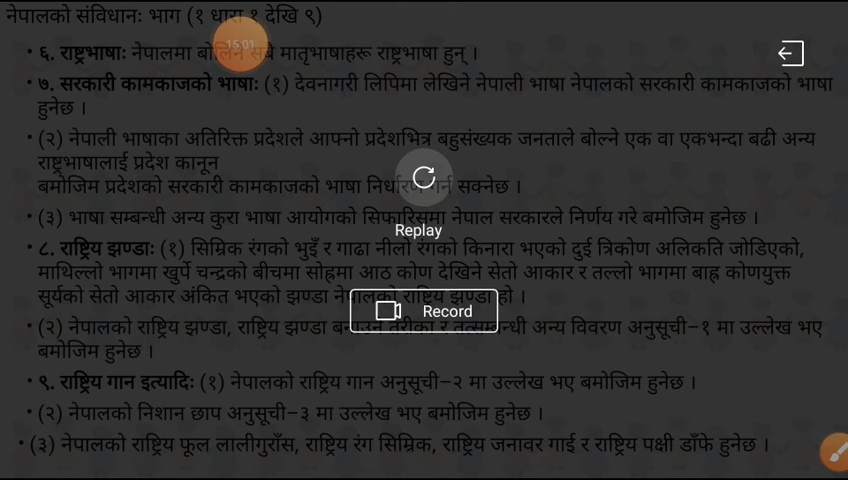 नेपालको संविधानः भाग (१ धारा १ देखि ९)
15:01
• ६. राष्ट्रभाषाः नेपालमा बोलिने सबै मातृभाषाहरू राष्ट्रभाषा हुन् ।
• ७. सरकारी कामकाजको भाषाः (१) देवनागरी लिपिमा लेखिने नेपाली भाषा नेपालको सरकारी कामकाजको भाषा
हुनेछ ।
• (२) नेपाली भाषाका अतिरिक्त प्रदेशले आफ्नो प्रदेशभित्र बहुसंख्यक जनताले बोल्ने एक वा एकभन्दा बढी अन्य
राष्ट्रभाषालाई प्रदेश कानून
बमोजिम प्रदेशको सरकारी कामकाजको भाषा निर्धारण गर्न सक्नेछ ।
• (३) भाषा सम्बन्धी अन्य कुरा भाषा आयोगको सिफारिसमा नेपाल सरकारले निर्णय गरे बमोजिम हुनेछ ।
Replay
• ८. राष्ट्रिय झण्डाः (१) सिम्रिक रंगको भुइँ र गाढा नीलो रंगको किनारा भएको दुई त्रिकोण अलिकति जोडिएको,
माथिल्लो भागमा खुर्पे चन्द्रको बीचमा सोह्रमा आठ कोण देखिने सेतो आकार र तल्लो भागमा बाह्र कोणयुक्त
सूर्यको सेतो आकार अंकित भएको झण्डा नेपालको राष्ट्रिय झण्डा हो ।
Record
• (२) नेपालको राष्ट्रिय झण्डा, राष्ट्रिय झण्डा बनाउने तरीका र तत्सम्बन्धी अन्य विवरण अनुसूची–१ मा उल्लेख भए
बमोजिम हुनेछ ।
• ९. राष्ट्रिय गान इत्यादिः (१) नेपालको राष्ट्रिय गान अनुसूची–२ मा उल्लेख भए बमोजिम हुनेछ ।
• (२) नेपालको निशान छाप अनुसूची–३ मा उल्लेख भए बमोजिम हुनेछ ।
• (३) नेपालको राष्ट्रिय फूल लालीगुराँस, राष्ट्रिय रंग सिम्रिक, राष्ट्रिय जनावर गाई र राष्ट्रिय पक्षी डाँफे हुनेछ ।